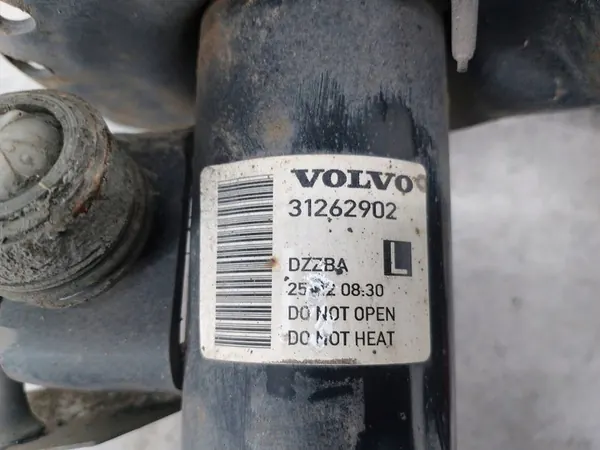 VOLVO
31262902
DZZBA L
08:30
DO NOT OPEN
DO NOT HEAT